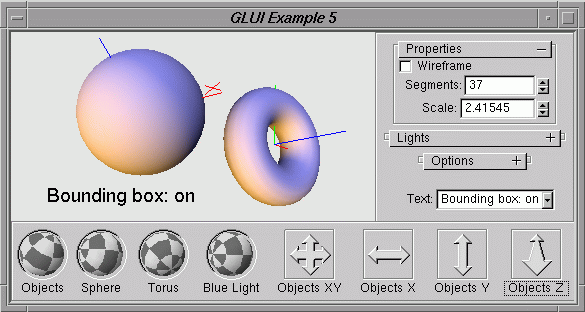 GLUI Example 5
Properties
Wireframe
Segments: 37
Scale: 2.41545
Lights
Options
Text: Bounding box: on
Bounding box: on
Objects Sphere Torus Blue Light Objects XY Objects X Objects Y Objects Z